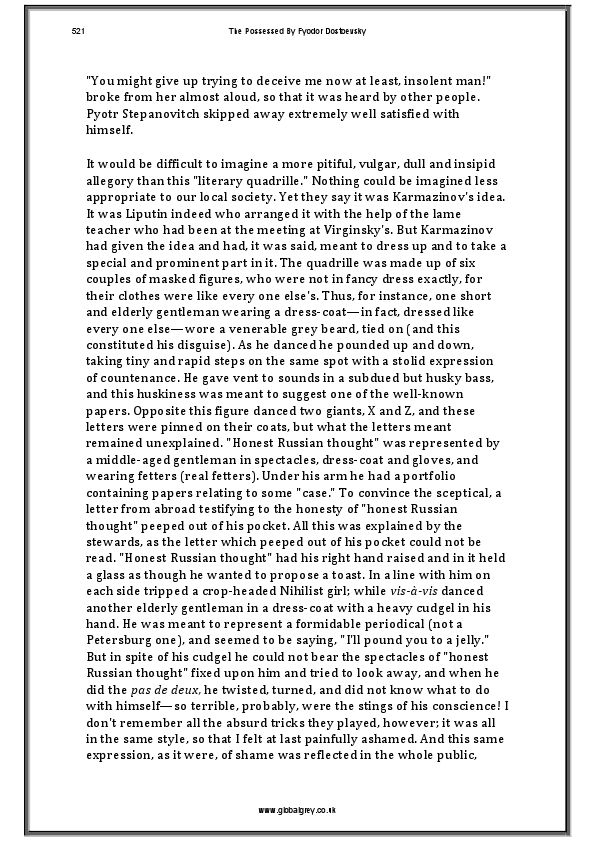 521 The Possessed By Fyodor Dostoevsky
"You might give up trying to deceive me now at least, insolent man!"
broke from her almost aloud, so that it was heard by other people.
Pyotr Stepanovitch skipped away extremely well satisfied with
himself.
It would be difficult to imagine a more pitiful, vulgar, dull and insipid
allegory than this "literary quadrille." Nothing could be imagined less
appropriate to our local society. Yet they say it was Karmazinov's idea.
It was Liputin indeed who arranged it with the help of the lame
teacher who had been at the meeting at Virginsky's. But Karmazinov
had given the idea and had, it was said, meant to dress up and to take a
special and prominent part in it. The quadrille was made up of six
couples of masked figures, who were not in fancy dress exactly, for
their clothes were like every one else's. Thus, for instance, one short
and elderly gentleman wearing a dress-coat—in fact, dressed like
every one else—wore a venerable grey beard, tied on (and this
constituted his disguise). As he danced he pounded up and down,
taking tiny and rapid steps on the same spot with a stolid expression
of countenance. He gave vent to sounds in a subdued but husky bass,
and this huskiness was meant to suggest one of the well-known
papers. Opposite this figure danced two giants, X and Z, and these
letters were pinned on their coats, but what the letters meant
remained unexplained. "Honest Russian thought" was represented by
a middle-aged gentleman in spectacles, dress-coat and gloves, and
wearing fetters (real fetters). Under his arm he had a portfolio
containing papers relating to some "case." To convince the sceptical, a
letter from abroad testifying to the honesty of "honest Russian
thought" peeped out of his pocket. All this was explained by the
stewards, as the letter which peeped out of his pocket could not be
read. "Honest Russian thought" had his right hand raised and in it held
a glass as though he wanted to propose a toast. In a line with him on
each side tripped a crop-headed Nihilist girl; while vis-à-vis danced
another elderly gentleman in a dress-coat with a heavy cudgel in his
hand. He was meant to represent a formidable periodical (not a
Petersburg one), and seemed to be saying, "I'll pound you to a jelly."
But in spite of his cudgel he could not bear the spectacles of "honest
Russian thought" fixed upon him and tried to look away, and when he
did the pas de deux, he twisted, turned, and did not know what to do
with himself—so terrible, probably, were the stings of his conscience! I
don't remember all the absurd tricks they played, however; it was all
in the same style, so that I felt at last painfully ashamed. And this same
expression, as it were, of shame was reflected in the whole public,
www.globalgrey.co.uk